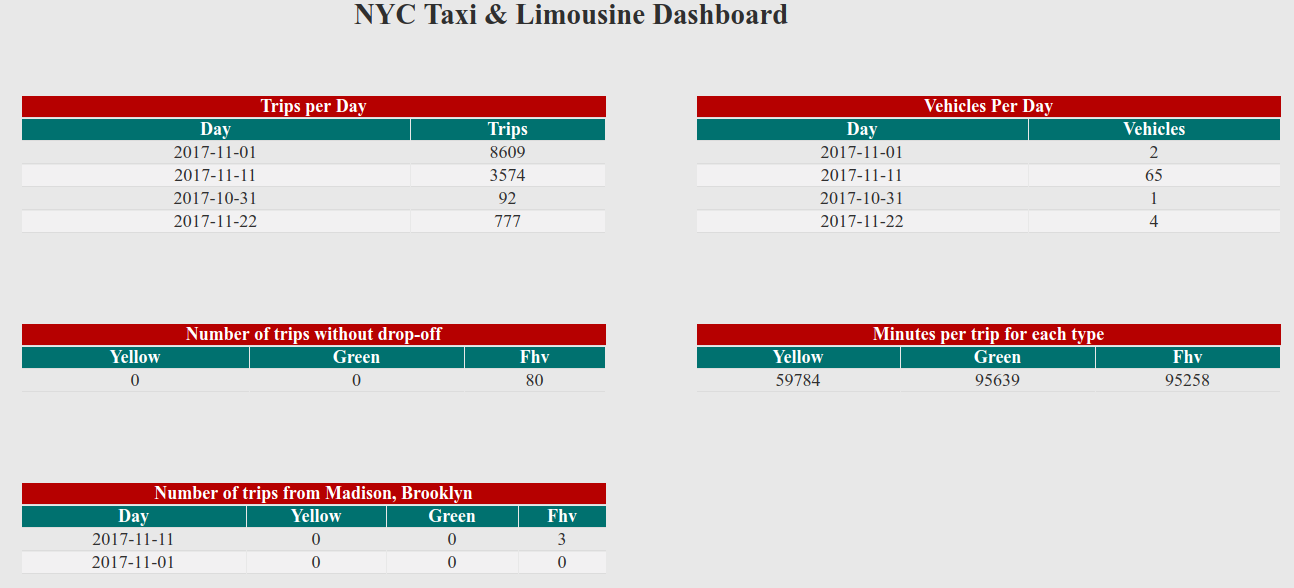 NYC Taxi & Limousine Dashboard
Trips per Day
Day Trips
2017-11-01 8609
2017-11-11 3574
2017-10-31 92
2017-11-22 777
Vehicles Per Day
Day Vehicles
2017-11-01 2
2017-11-11 65
2017-10-31 1
2017-11-22 4
Number of trips without drop-off
Yellow Green Fhv
0 0 80
Minutes per trip for each type
Yellow Green Fhv
59784 95639 95258
Number of trips from Madison, Brooklyn
Day Yellow Green Fhv
2017-11-11 0 0 3
2017-11-01 0 0 0